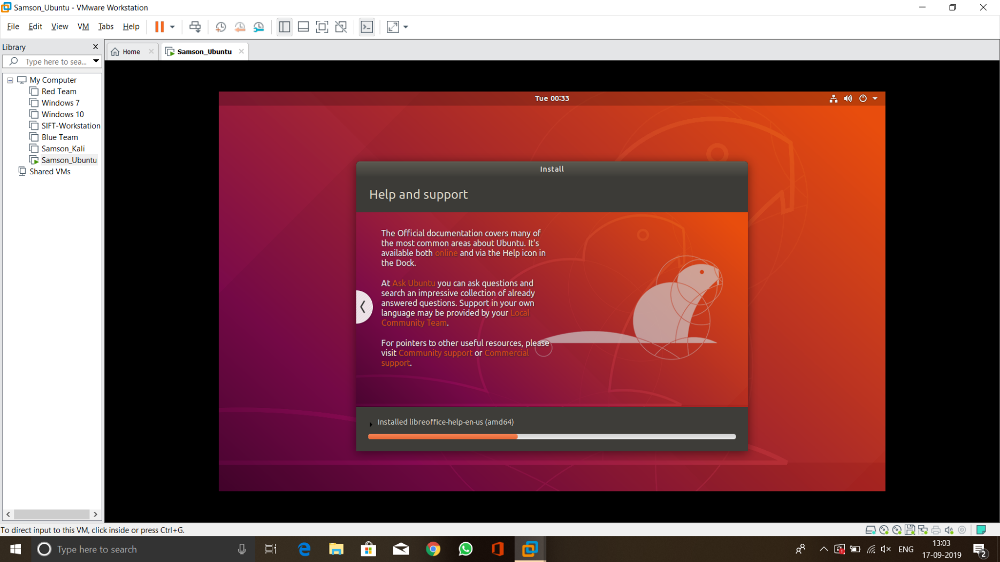 Samson_Ubuntu - VMware Workstation
File Edit View VM Tabs Help
Library
Home
Samson_Ubuntu
Type here to sea...
My Computer
Red Team
Windows 7
Windows 10
SIFT-Workstation
Blue Team
Samson_Kali
Samson_Ubuntu
Shared VMs
Tue 00:33
Install
Help and support
The Official documentation covers many of
the most common areas about Ubuntu. It's
available both online and via the Help icon in
the Dock.
At Ask Ubuntu you can ask questions and
search an impressive collection of already
answered questions. Support in your own
language may be provided by your Local
Community Team.
For pointers to other useful resources, please
visit Community support or Commercial
support.
Installed libreoffice-help-en-us (amd64)
To direct input to this VM, click inside or press Ctrl+G.
Type here to search
ENG
13:03
17-09-2019
2